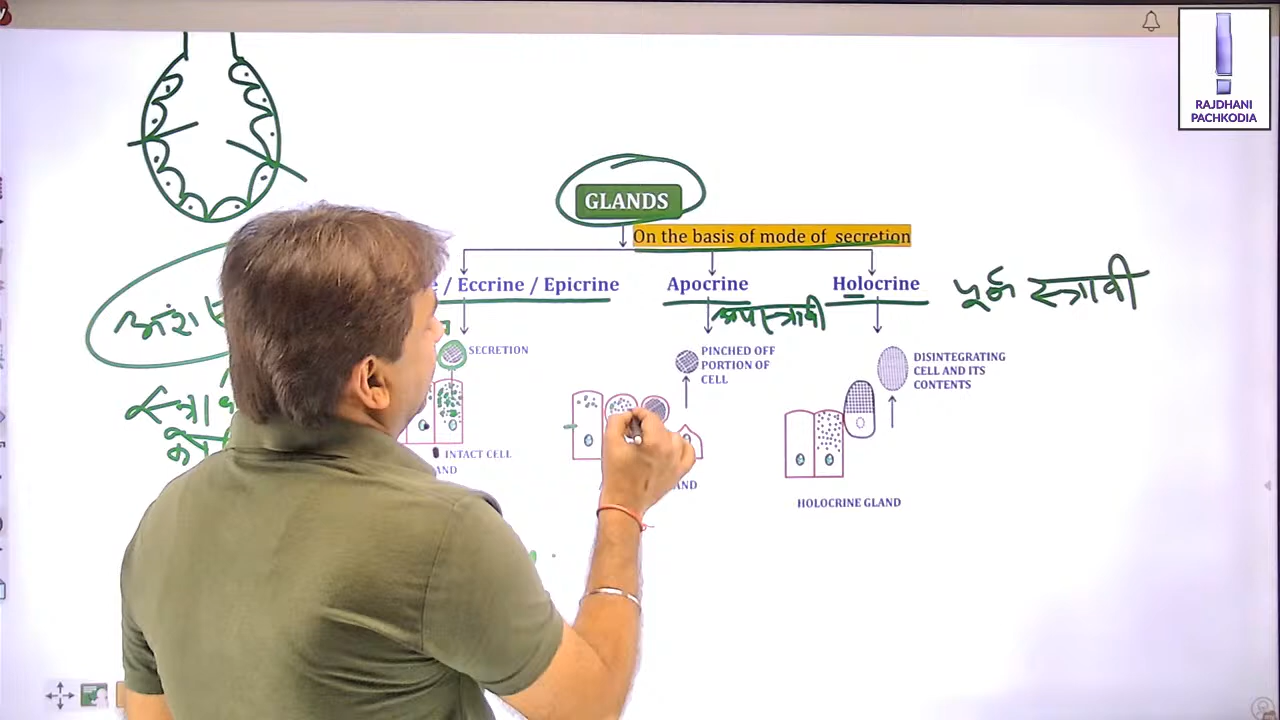 RAJDHANI
PACHKODIA
GLANDS
On the basis of mode of secretion
/ Eccrine / Epicrine
Apocrine
Holocrine
पूर्ण स्त्रावी
अपस्त्रावी
अंश
SECRETION
PINCHED OFF
PORTION OF
CELL
DISINTEGRATING
CELL AND ITS
CONTENTS
INTACT CELL
HOLOCRINE GLAND